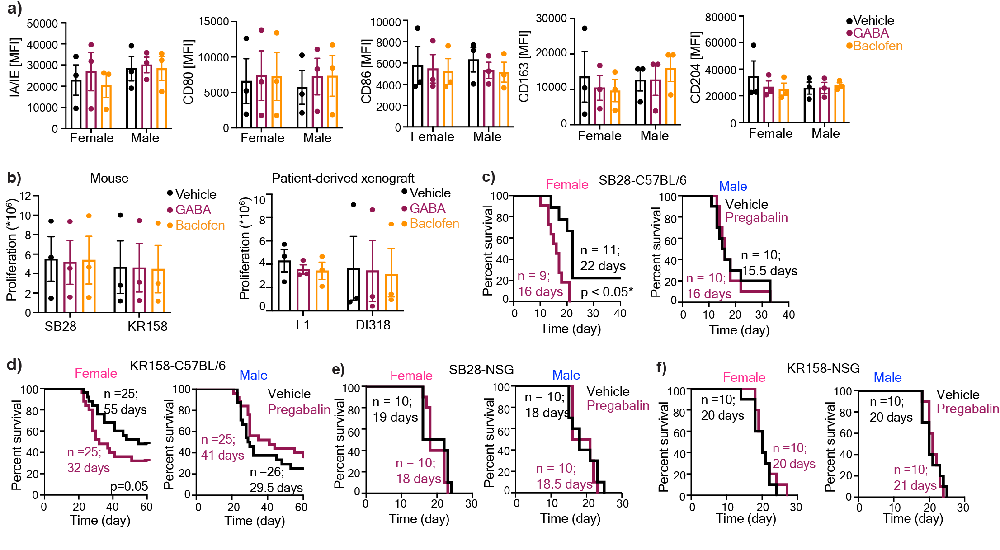 a)
IA/IE [MFI]
50000
40000
30000
20000
10000
0
Female
Male
CD80 [MFI]
15000
10000
5000
0
Female
Male
CD86 [MFI]
10000
8000
6000
4000
2000
0
Female
Male
CD163 [MFI]
30000
20000
10000
0
Female
Male
CD204 [MFI]
80000
60000
40000
20000
0
Female
Male
Vehicle
GABA
Baclofen
b)
Mouse
Proliferation (*10⁶)
12
10
8
6
4
2
0
SB28
KR158
Vehicle
GABA
Baclofen
Patient-derived xenograft
Proliferation (*10⁶)
10
8
6
4
2
0
L1
DI318
Vehicle
GABA
Baclofen
c)
SB28-C57BL/6
Female
Percent survival
100
80
60
40
20
0
n = 11;
22 days
n = 9;
16 days
p < 0.05*
0
10
20
30
40
Time (day)
Male
Vehicle
Pregabalin
Percent survival
100
80
60
40
20
0
n = 10;
15.5 days
n = 10;
16 days
0
10
20
30
40
Time (day)
d)
KR158-C57BL/6
Female
Percent survival
100
80
60
40
20
0
n =25;
55 days
n =25;
32 days
p=0.05
0
20
40
60
Time (day)
Male
Vehicle
Pregabalin
Percent survival
100
80
60
40
20
0
n =25;
41 days
n =26;
29.5 days
0
20
40
60
Time (day)
e)
SB28-NSG
Female
Percent survival
100
80
60
40
20
0
n = 10;
19 days
n = 10;
18 days
0
10
20
30
Time (day)
Male
Vehicle
Pregabalin
Percent survival
100
80
60
40
20
0
n = 10;
18 days
n = 10;
18.5 days
0
10
20
30
Time (day)
f)
KR158-NSG
Female
Percent survival
100
80
60
40
20
0
n =10;
20 days
n =10;
20 days
0
10
20
30
Time (day)
Male
Vehicle
Pregabalin
Percent survival
100
80
60
40
20
0
n =10;
20 days
n =10;
21 days
0
10
20
30
Time (day)